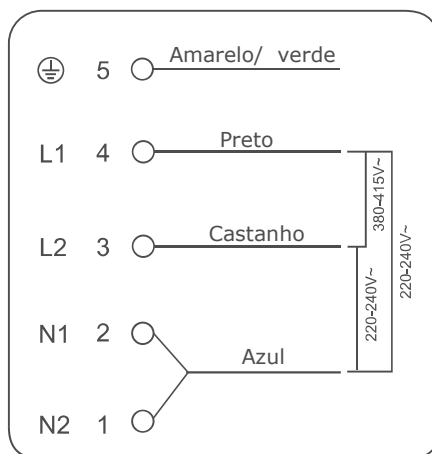 5 Amarelo/ verde
L1 4 Preto
L2 3 Castanho
N1 2
Azul
N2 1
380-415V~
220-240V~
220-240V~